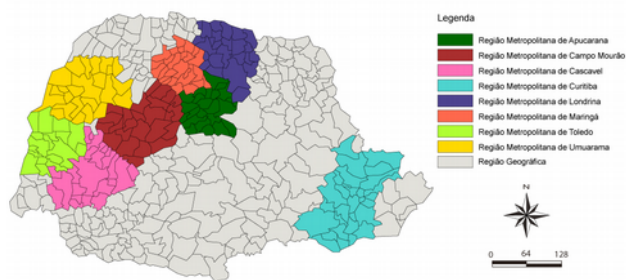 Legenda
Região Metropolitana de Apucarana
Região Metropolitana de Campo Mourão
Região Metropolitana de Cascavel
Região Metropolitana de Curitiba
Região Metropolitana de Londrina
Região Metropolitana de Maringá
Região Metropolitana de Toledo
Região Metropolitana de Umuarama
Região Geográfica
N
0 64 128